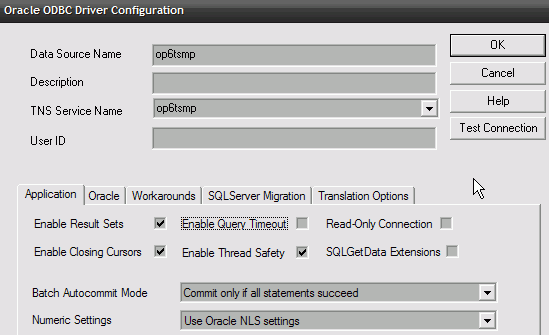 Oracle ODBC Driver Configuration
Data Source Name op6tsmp OK
Description Cancel
TNS Service Name op6tsmp Help
User ID Test Connection
Application Oracle Workarounds SQLServer Migration Translation Options
Enable Result Sets Enable Query Timeout Read-Only Connection
Enable Closing Cursors Enable Thread Safety SQLGetData Extensions
Batch Autocommit Mode Commit only if all statements succeed
Numeric Settings Use Oracle NLS settings